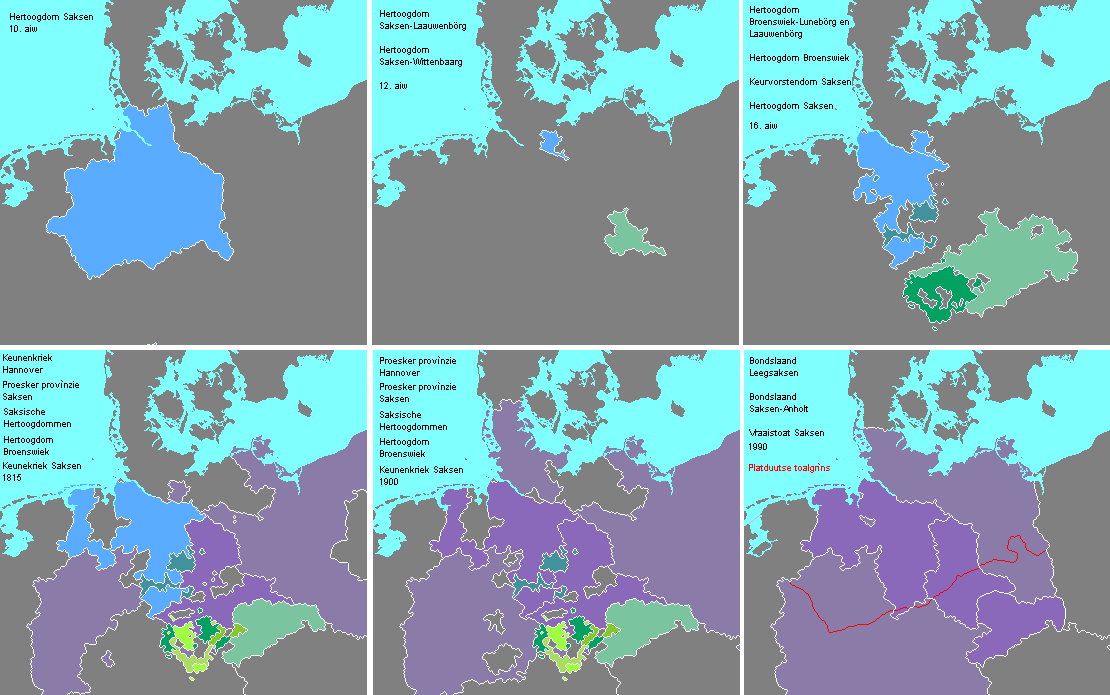 Hertoogdom Saksen
10. aiw
Hertoogdom
Saksen-Laauwenbörg
Hertoogdom
Saksen-Wittenbaarg
12. aiw
Hertoogdom
Broenswiek-Lunebörg en
Laauwenbörg
Hertoogdom Broenswiek
Keurvorstendom Saksen
Hertoogdom Saksen
16. aiw
Keunenkriek
Hannover
Proesker provinzie
Saksen
Saksische
Hertoogdommen
Hertoogdom
Broenswiek
Keunekriek Saksen
1815
Proesker provinzie
Hannover
Proesker provinzie
Saksen
Saksische
Hertoogdommen
Hertoogdom
Broenswiek
Keunekriek Saksen
1900
Bondslaand
Leegsaksen
Bondslaand
Saksen-Anholt
Vraaistoat Saksen
1990
Platduutse toalgrìns